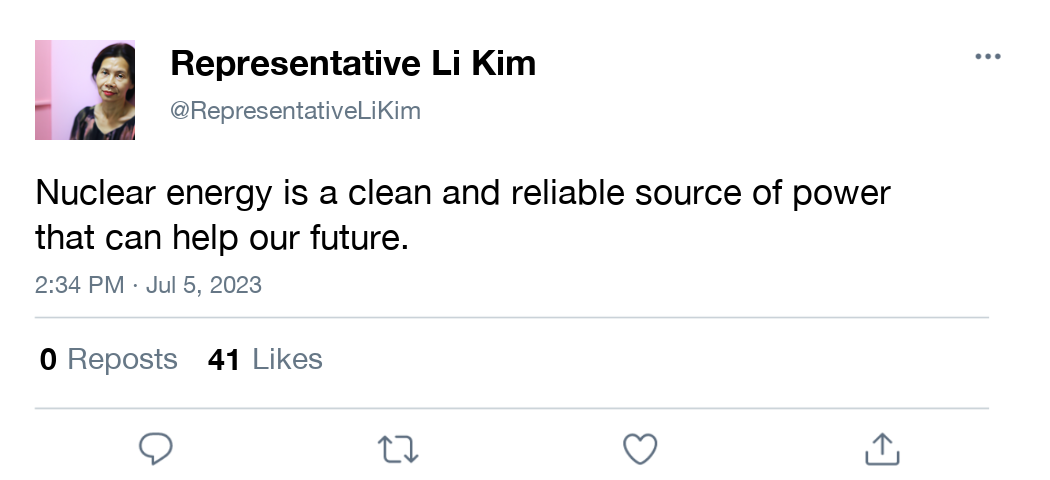 Representative Li Kim
@RepresentativeLiKim
Nuclear energy is a clean and reliable source of power
that can help our future.
2:34 PM · Jul 5, 2023
0 Reposts 41 Likes